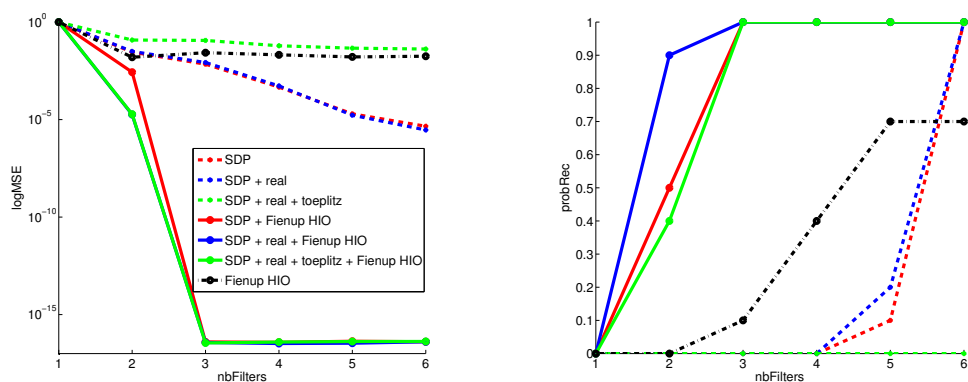 10^0
10^-5
10^-10
10^-15
logMSE
1 2 3 4 5 6
nbFilters
SDP
SDP + real
SDP + real + toeplitz
SDP + Fienup HIO
SDP + real + Fienup HIO
SDP + real + toeplitz + Fienup HIO
Fienup HIO
1
0.9
0.8
0.7
0.6
0.5
0.4
0.3
0.2
0.1
0
probRec
1 2 3 4 5 6
nbFilters